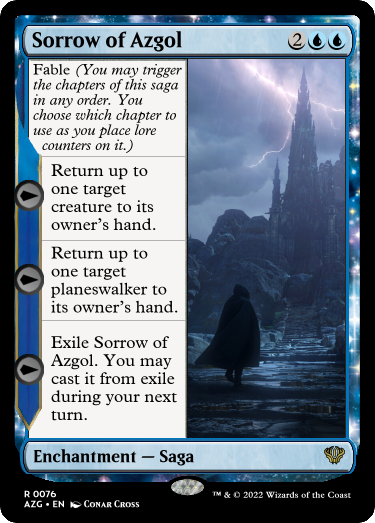 Sorrow of Azgol 2
Fable (You may trigger
the chapters of this saga
in any order. You
choose which chapter to
use as you place lore
counters on it.)
Return up to
one target
creature to its
owner's hand.
Return up to
one target
planeswalker to
its owner's hand.
Exile Sorrow of
Azgol. You may
cast it from exile
during your next
turn.
Enchantment — Saga
R 0076
AZG • EN Conar Cross
™ & © 2022 Wizards of the Coast